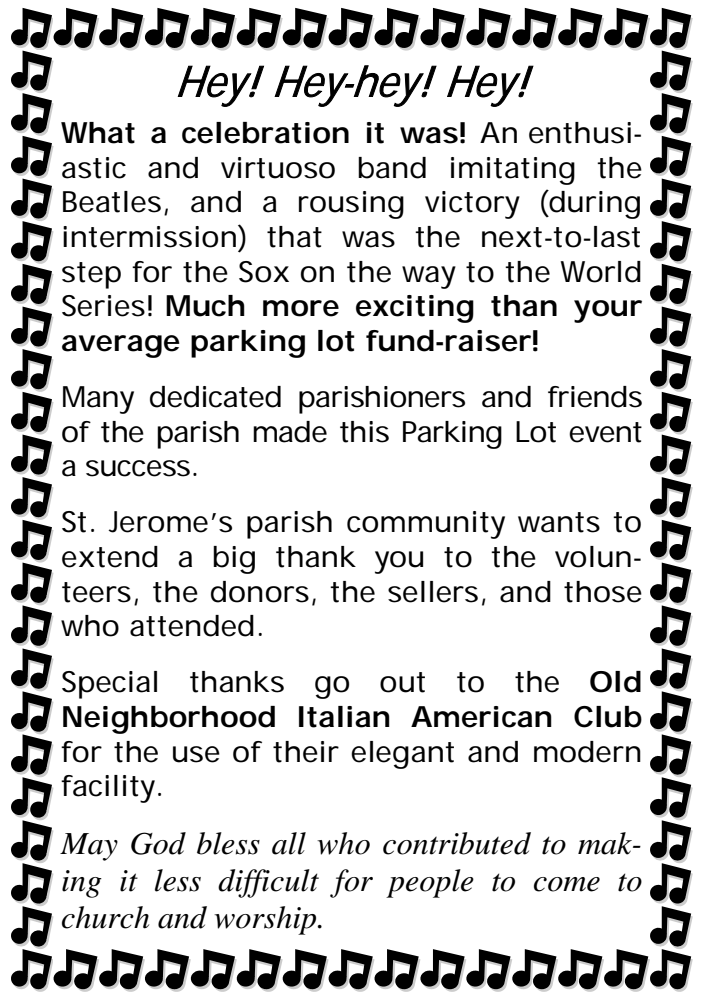 Hey! Hey-hey! Hey!
What a celebration it was! An enthusi-
astic and virtuoso band imitating the
Beatles, and a rousing victory (during
intermission) that was the next-to-last
step for the Sox on the way to the World
Series! Much more exciting than your
average parking lot fund-raiser!
Many dedicated parishioners and friends
of the parish made this Parking Lot event
a success.
St. Jerome’s parish community wants to
extend a big thank you to the volun-
teers, the donors, the sellers, and those
who attended.
Special thanks go out to the Old
Neighborhood Italian American Club
for the use of their elegant and modern
facility.
May God bless all who contributed to mak-
ing it less difficult for people to come to
church and worship.